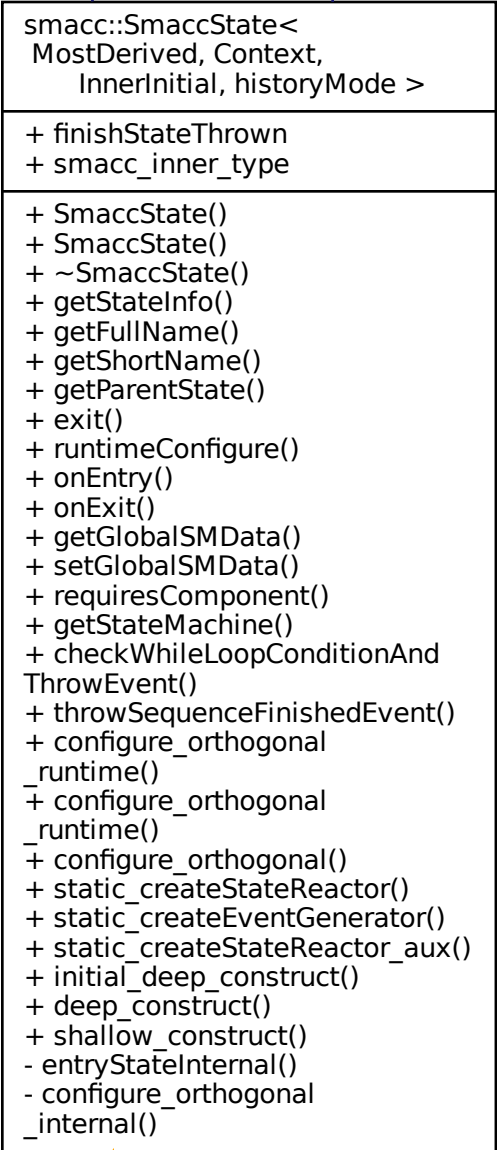 smacc::SmaccState<
MostDerived, Context,
InnerInitial, historyMode >
+ finishStateThrown
+ smacc_inner_type
+ SmaccState()
+ SmaccState()
+ ~SmaccState()
+ getStateInfo()
+ getFullName()
+ getShortName()
+ getParentState()
+ exit()
+ runtimeConfigure()
+ onEntry()
+ onExit()
+ getGlobalSMData()
+ setGlobalSMData()
+ requiresComponent()
+ getStateMachine()
+ checkWhileLoopConditionAnd
ThrowEvent()
+ throwSequenceFinishedEvent()
+ configure_orthogonal
_runtime()
+ configure_orthogonal
_runtime()
+ configure_orthogonal()
+ static_createStateReactor()
+ static_createEventGenerator()
+ static_createStateReactor_aux()
+ initial_deep_construct()
+ deep_construct()
+ shallow_construct()
- entryStateInternal()
- configure_orthogonal
_internal()